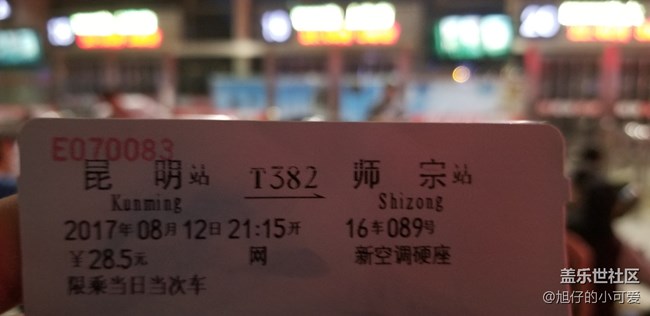 E070083
昆 明站 T382 师 宗站
Kunming Shizong
2017年08月12日21:15开 16车089号
￥28.5元 网 新空调硬座
限乘当日当次车
盖乐世社区
@旭仔的小可爱